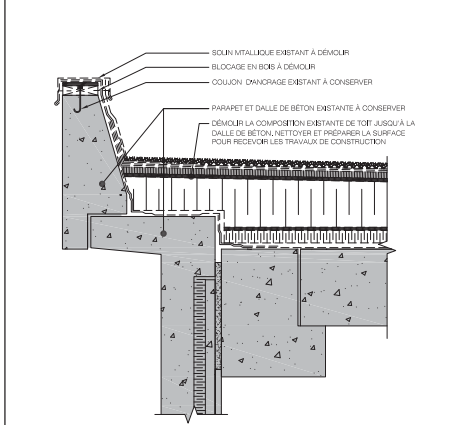 SOLIN MTALLIQUE EXISTANT À DÉMOLIR
BLOCAGE EN BOIS À DÉMOLIR
COUJON D'ANCRAGE EXISTANT À CONSERVER
PARAPET ET DALLE DE BÉTON EXISTANTE À CONSERVER
DÉMOLIR LA COMPOSITION EXISTANTE DE TOIT JUSQU'À LA
DALLE DE BÉTON. NETTOYER ET PRÉPARER LA SURFACE
POUR RECEVOIR LES TRAVAUX DE CONSTRUCTION